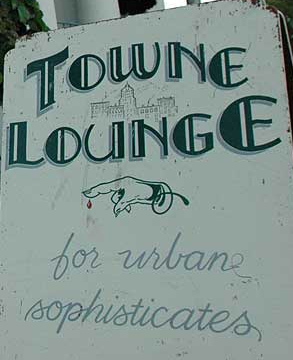 TOWNE
LOUNGE
for urbane
sophisticates